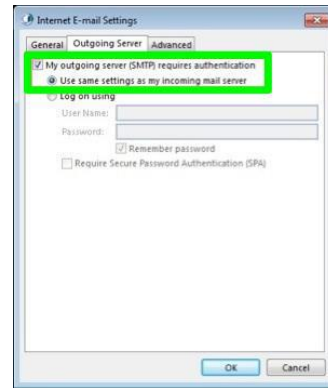 Internet E-mail Settings
General Outgoing Server Advanced
My outgoing server (SMTP) requires authentication
Use same settings as my incoming mail server
Log on using
User Name:
Password:
Remember password
Require Secure Password Authentication (SPA)
OK Cancel